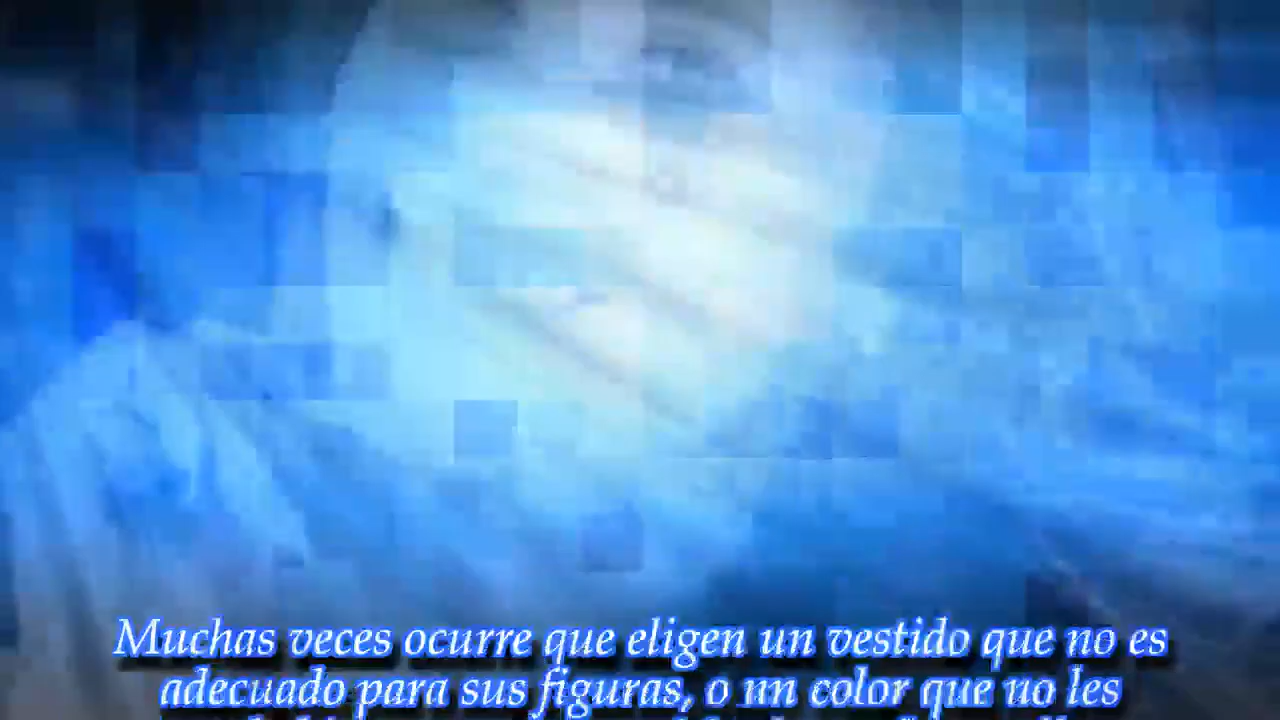 Muchas veces ocurre que eligen un vestido que no es
adecuado para sus figuras, o un color que no les